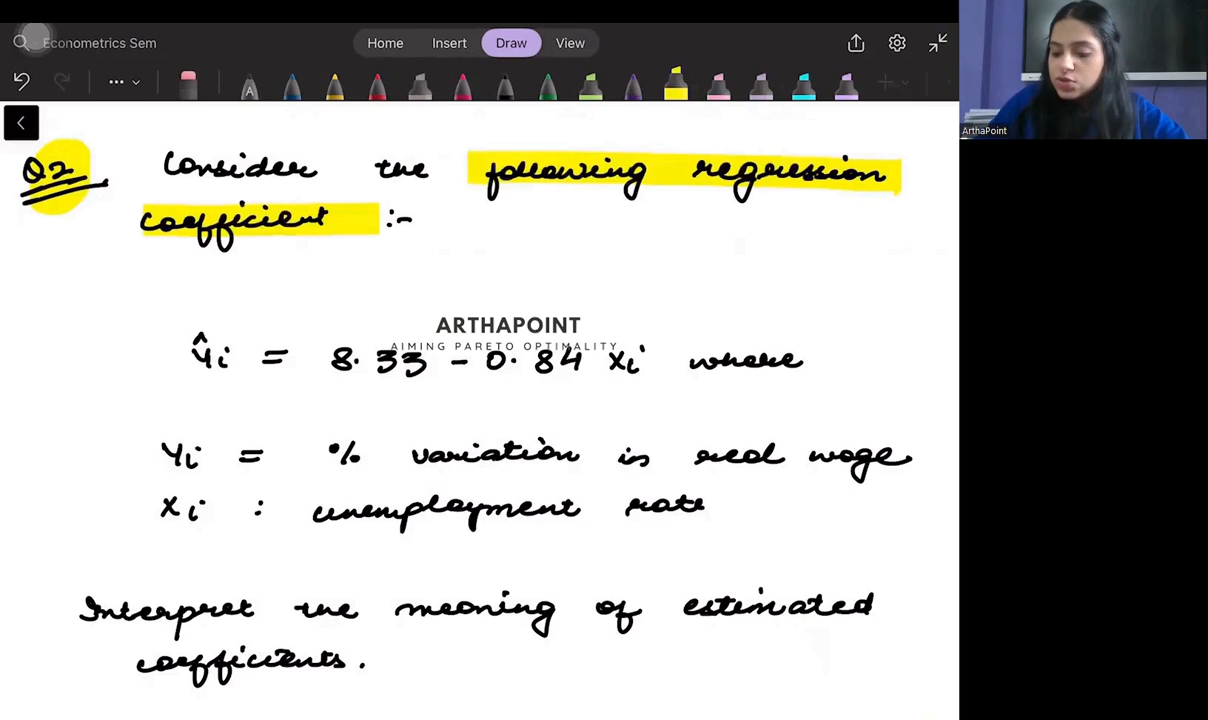 Econometrics Sem
Home Insert Draw View
A
ArthaPoint
Q2 Consider the following regression
coefficient :-
ARTHAPOINT
AIMING PARETO OPTIMALITY
Ŷi = 8.33 - 0.84 Xi where
Yi = % variation in real wage
Xi : unemployment rate
Interpret the meaning of estimated
coefficients.